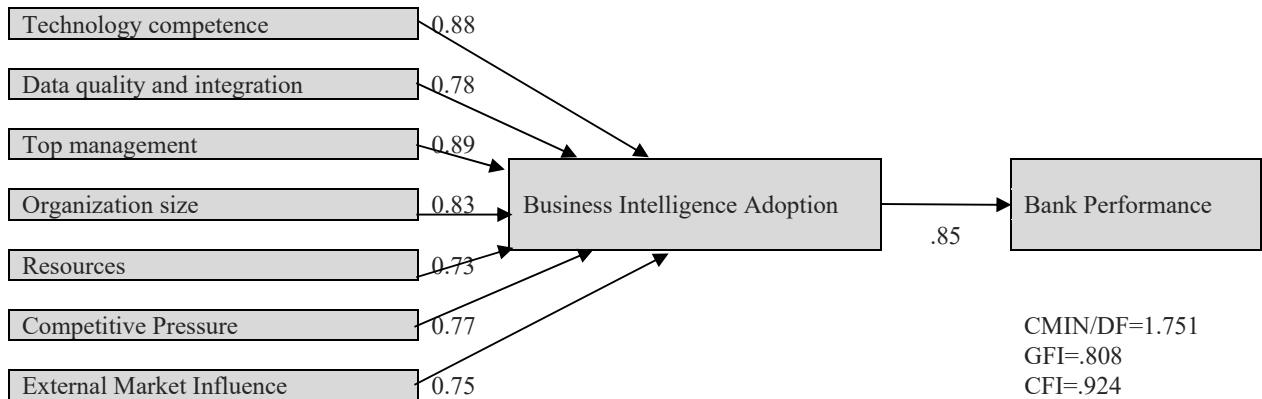 Technology competence
0.88
Data quality and integration
0.78
Top management
0.89
Organization size
0.83
Business Intelligence Adoption
Bank Performance
.85
Resources
0.73
Competitive Pressure
0.77
CMIN/DF=1.751
GFI=.808
External Market Influence
0.75
CFI=.924